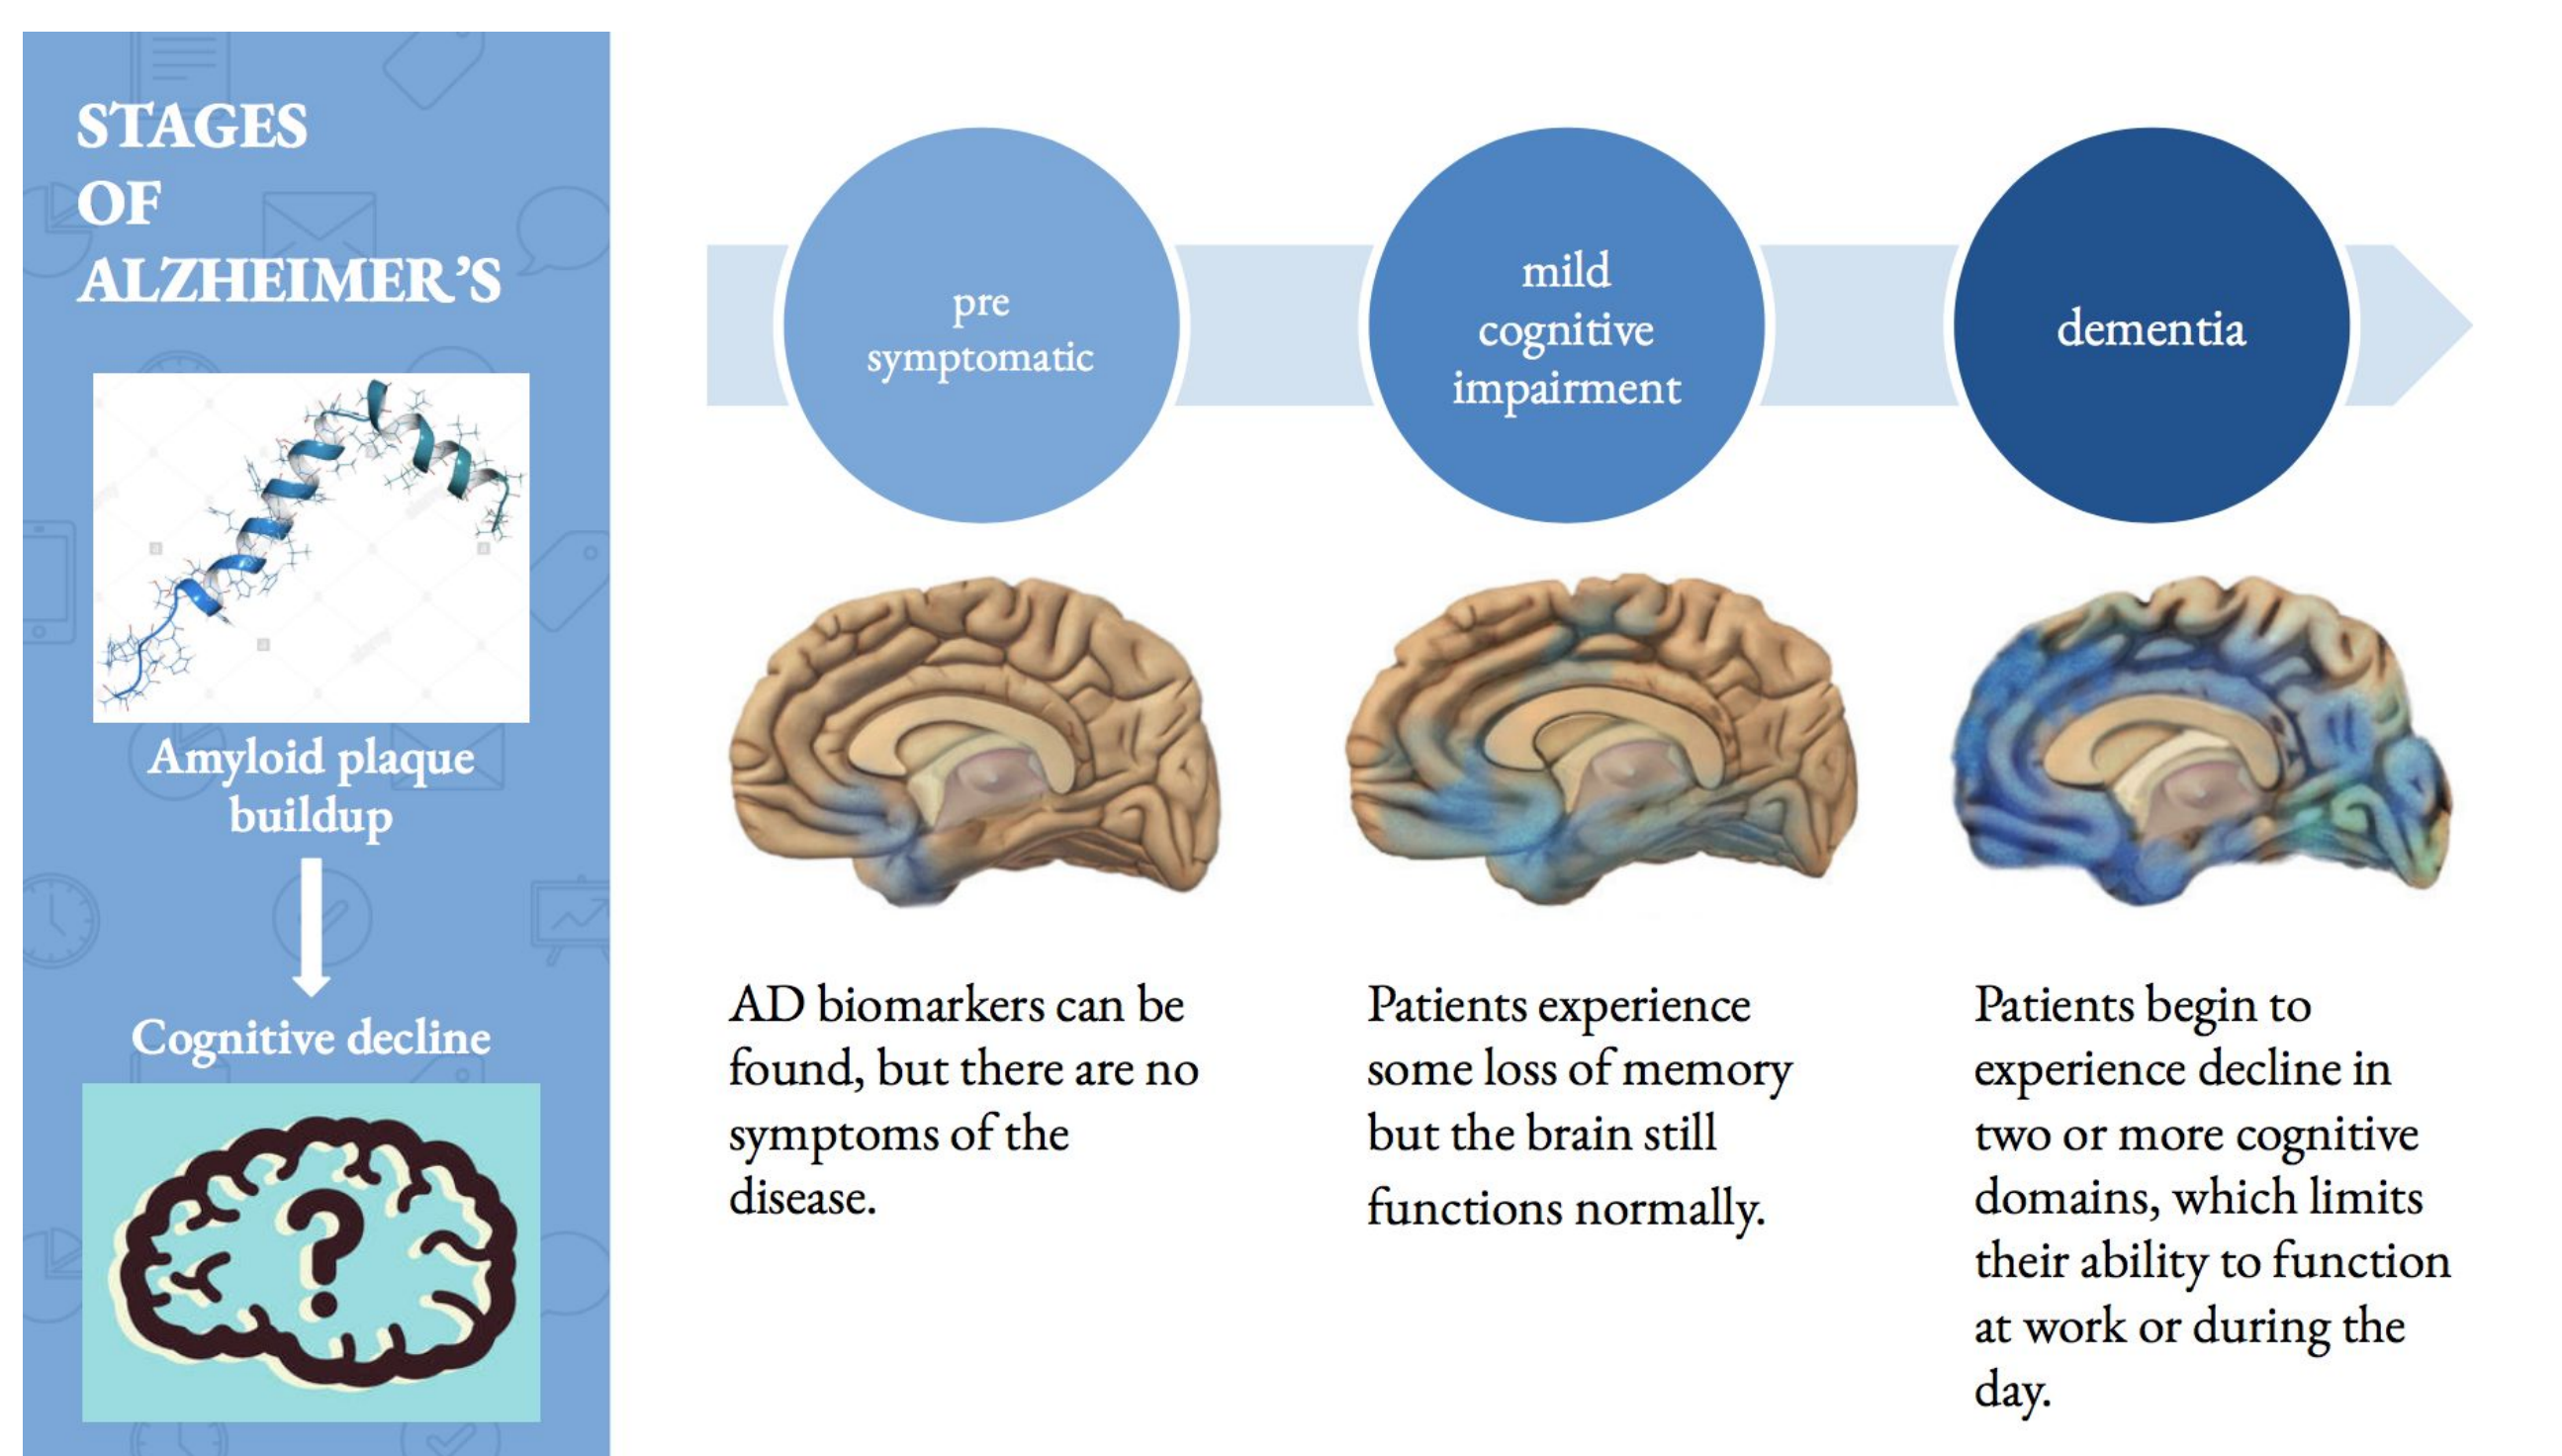 STAGES
OF
ALZHEIMER’S
Amyloid plaque
buildup
Cognitive decline
pre
symptomatic
mild
cognitive
impairment
dementia
AD biomarkers can be
found, but there are no
symptoms of the
disease.
Patients experience
some loss of memory
but the brain still
functions normally.
Patients begin to
experience decline in
two or more cognitive
domains, which limits
their ability to function
at work or during the
day.